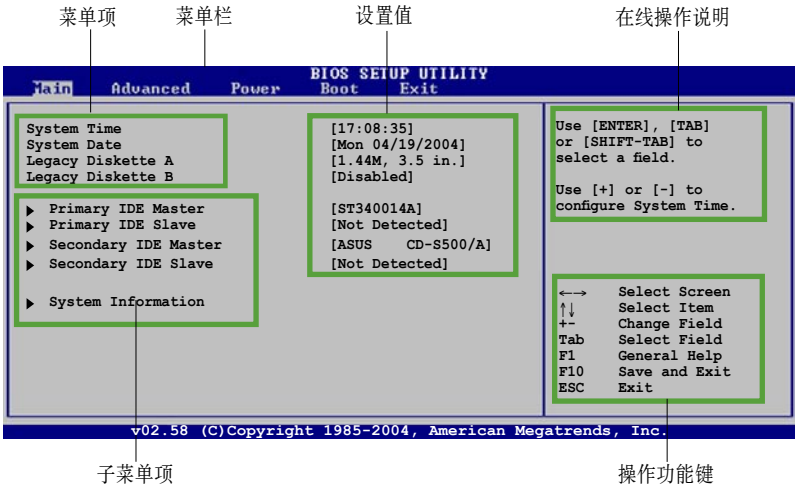 菜单项 菜单栏 设置值 在线操作说明
BIOS SETUP UTILITY
Main Advanced Power Boot Exit
System Time [17:08:35]
System Date [Mon 04/19/2004]
Legacy Diskette A [1.44M, 3.5 in.]
Legacy Diskette B [Disabled]
Primary IDE Master [ST340014A]
Primary IDE Slave [Not Detected]
Secondary IDE Master [ASUS CD-S500/A]
Secondary IDE Slave [Not Detected]
System Information
Use [ENTER], [TAB]
or [SHIFT-TAB] to
select a field.
Use [+] or [-] to
configure System Time.
←→ Select Screen
↑↓ Select Item
+- Change Field
Tab Select Field
F1 General Help
F10 Save and Exit
ESC Exit
v02.58 (C)Copyright 1985-2004, American Megatrends, Inc.
子菜单项 操作功能键